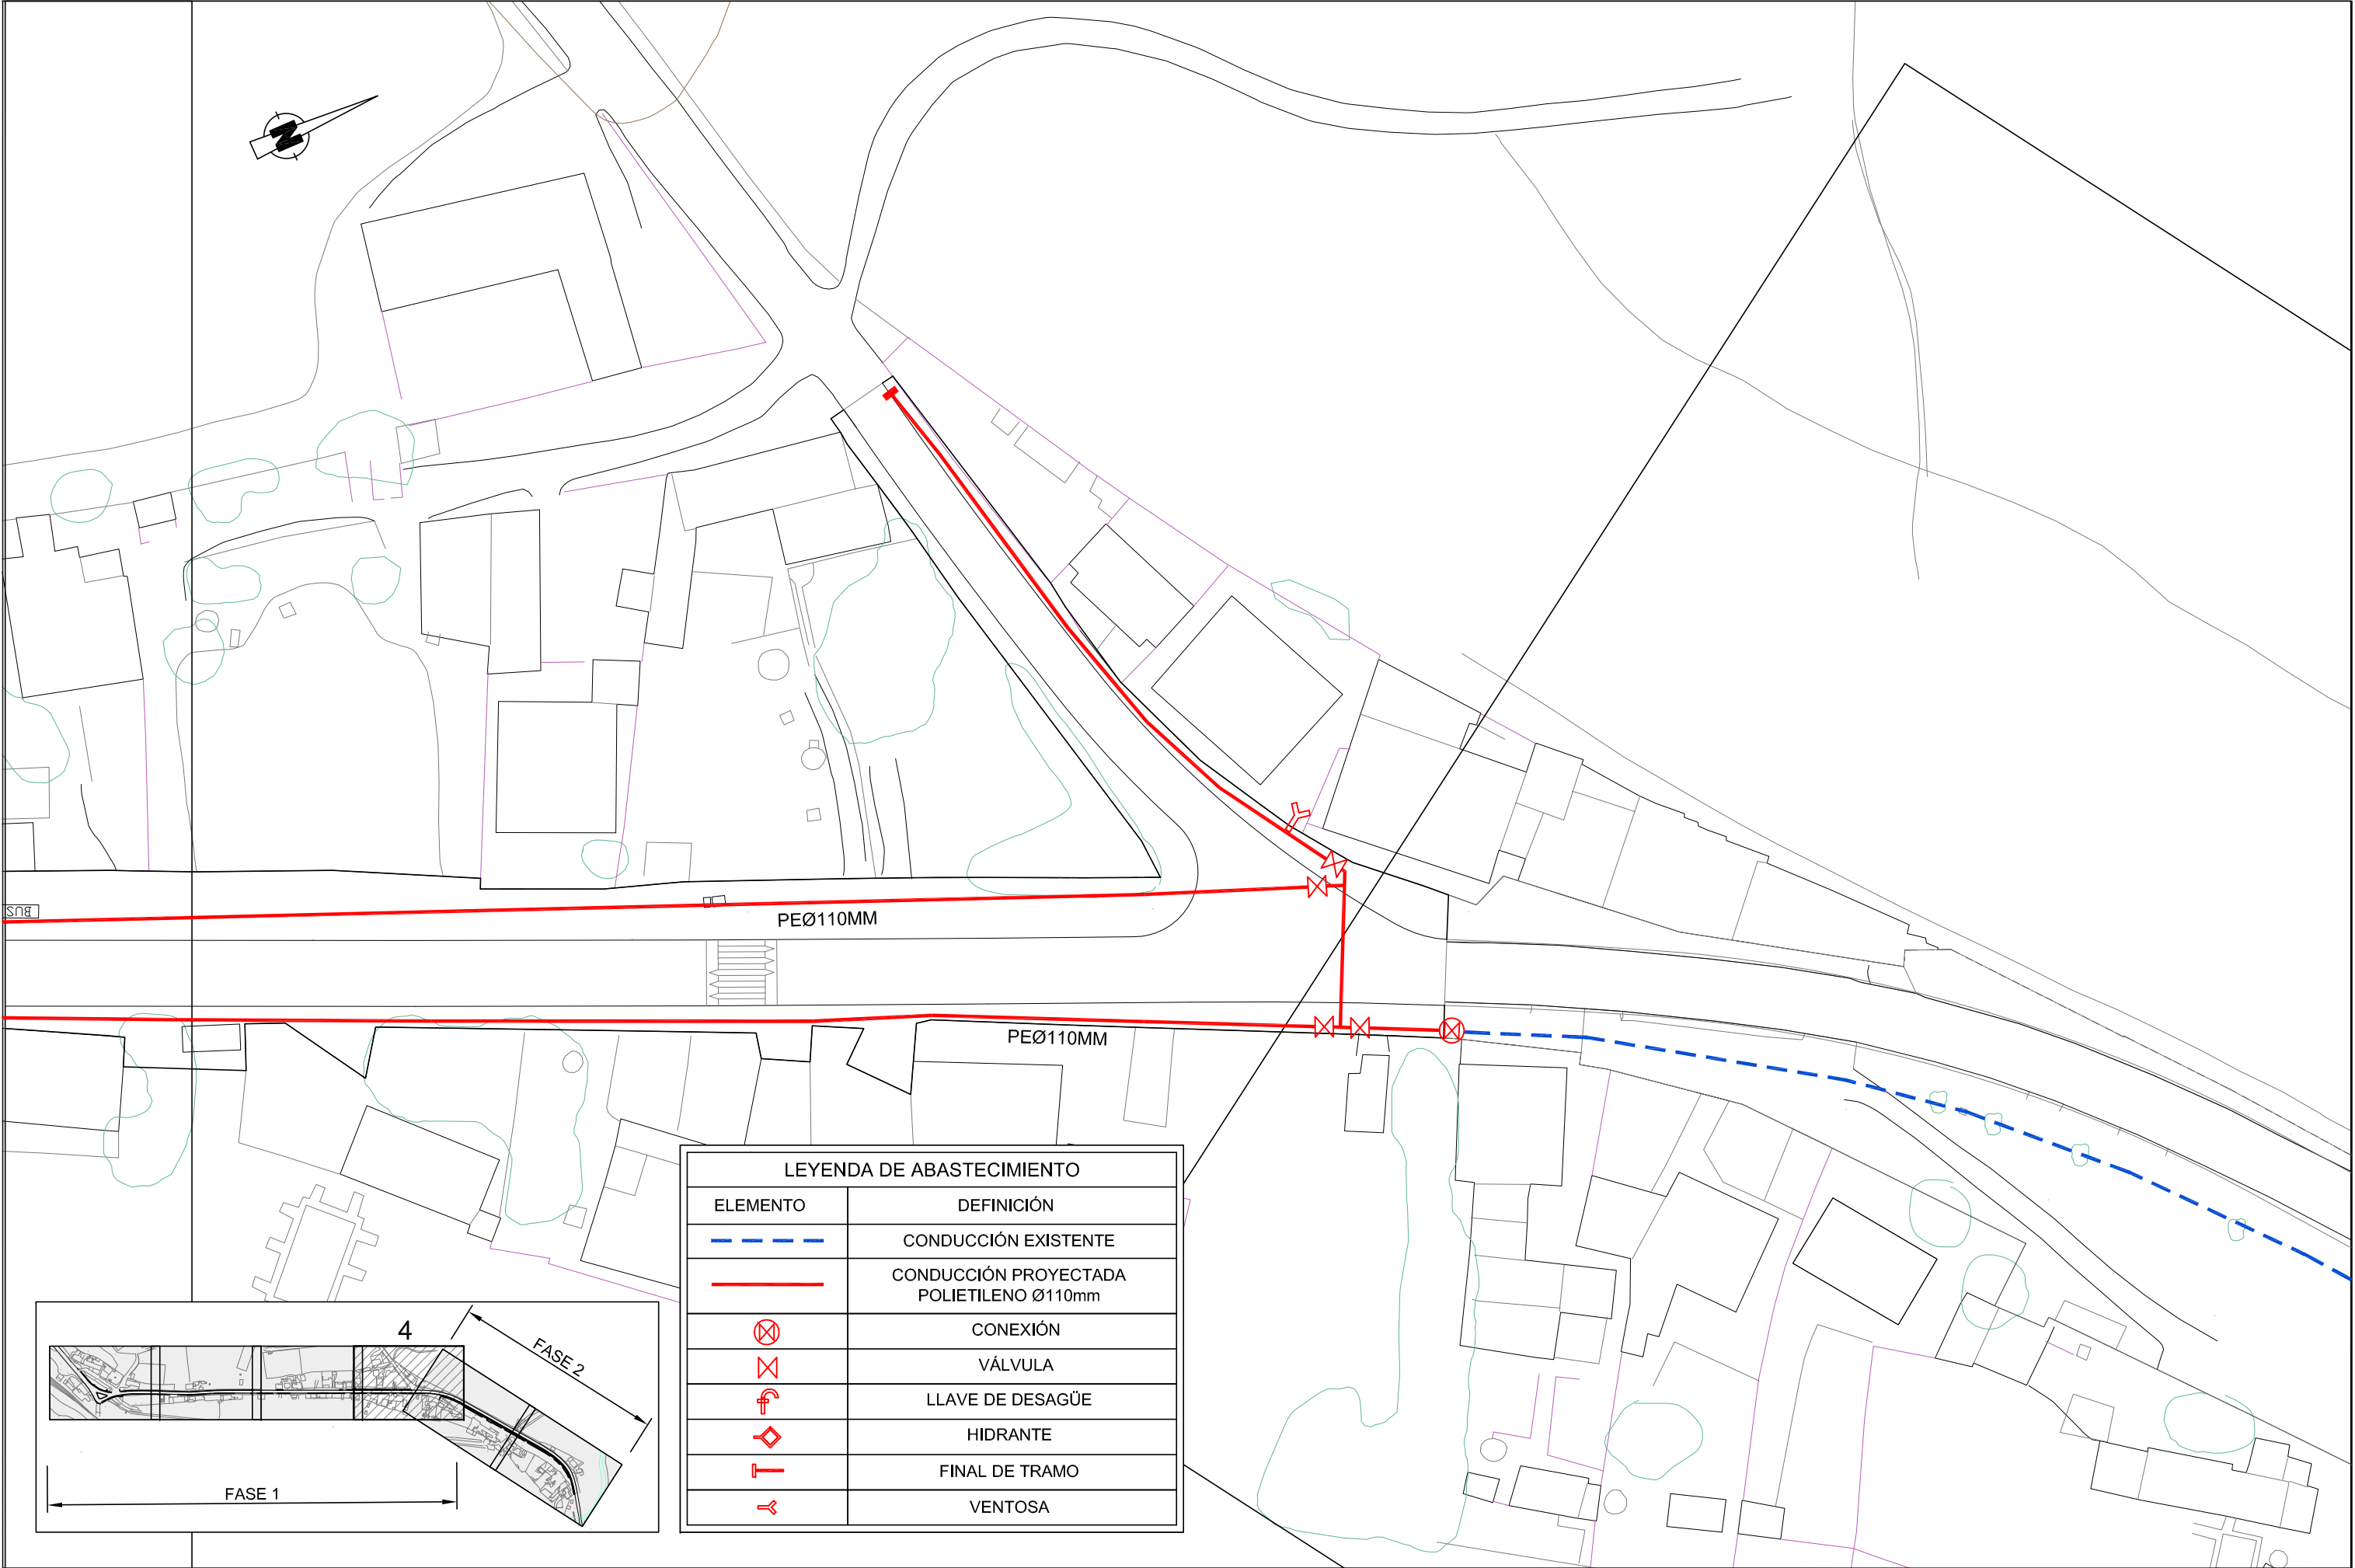 N
BUS
PEØ110MM
PEØ110MM
LEYENDA DE ABASTECIMIENTO
ELEMENTO DEFINICIÓN
CONDUCCIÓN EXISTENTE
CONDUCCIÓN PROYECTADA
POLIETILENO Ø110mm
CONEXIÓN
VÁLVULA
LLAVE DE DESAGÜE
HIDRANTE
FINAL DE TRAMO
VENTOSA
4
FASE 2
FASE 1